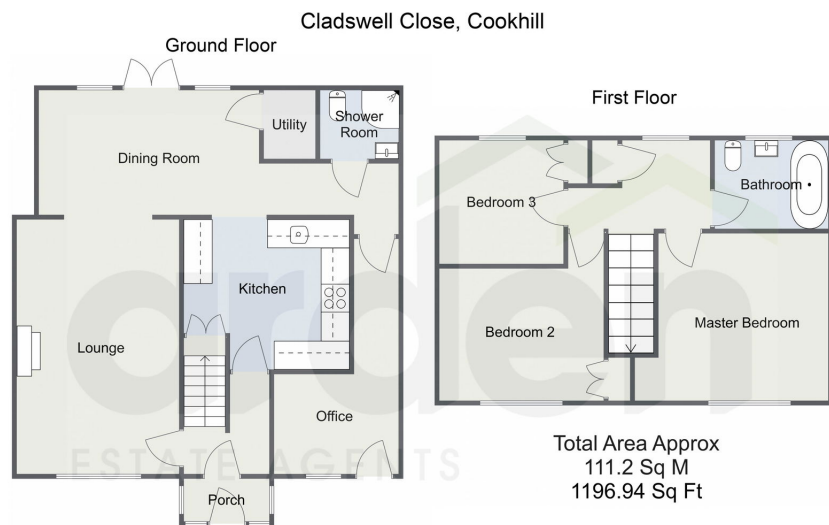 Cladswell Close, Cookhill
Ground Floor
First Floor
Utility
Shower
Room
Dining Room
Bathroom
Bedroom 3
Kitchen
Master Bedroom
Bedroom 2
Lounge
Office
Porch
arden
ESTATE AGENTS
Total Area Approx
111.2 Sq M
1196.94 Sq Ft